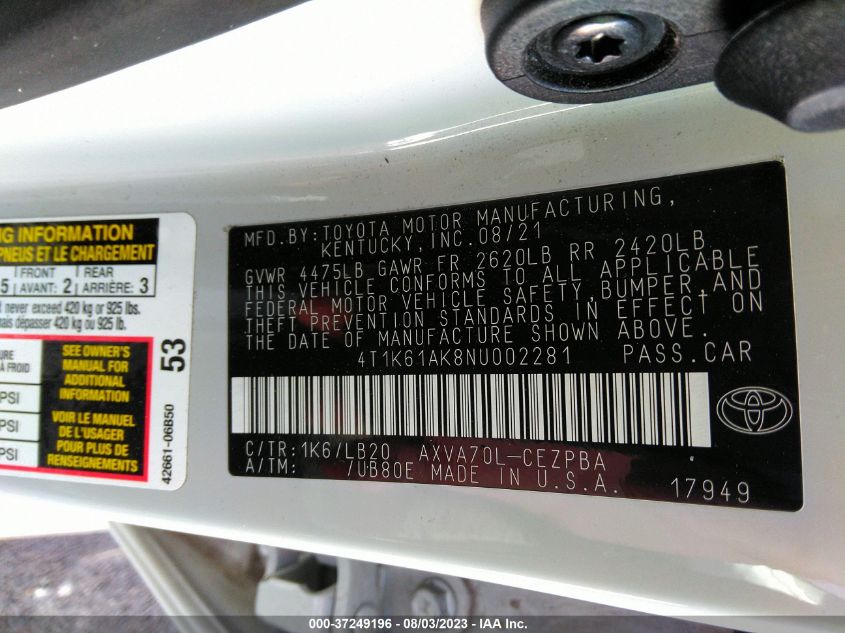 NG INFORMATION
PNEUS ET LE CHARGEMENT
5 FRONT AVANT: 2 REAR ARRIÈRE: 3
never exceed 420 kg or 925 lbs.
mais dépasser 420 kg ou 925 lb.
À FROID
SEE OWNER'S
MANUAL FOR
ADDITIONAL
INFORMATION
VOIR LE MANUEL
DE L'USAGER
POUR PLUS DE
RENSEIGNEMENTS
PSI
PSI
PSI
53
42661-06B50
MFD.BY:TOYOTA MOTOR MANUFACTURING,
KENTUCKY, INC.08/21
GVWR 4475LB GAWR FR 2620LB RR 2420LB
THIS VEHICLE CONFORMS TO ALL APPLICABLE
FEDERAL MOTOR VEHICLE SAFETY,BUMPER,AND
THEFT PREVENTION STANDARDS IN EFFECT ON
THE DATE OF MANUFACTURE SHOWN ABOVE.
4T1K61AK8NU002281 PASS.CAR
C/TR:1K6/LB20 AXVA70L-CEZPBA
A/TM: /UB80E MADE IN U.S.A.
17949
000-37249196 - 08/03/2023 - IAA Inc.